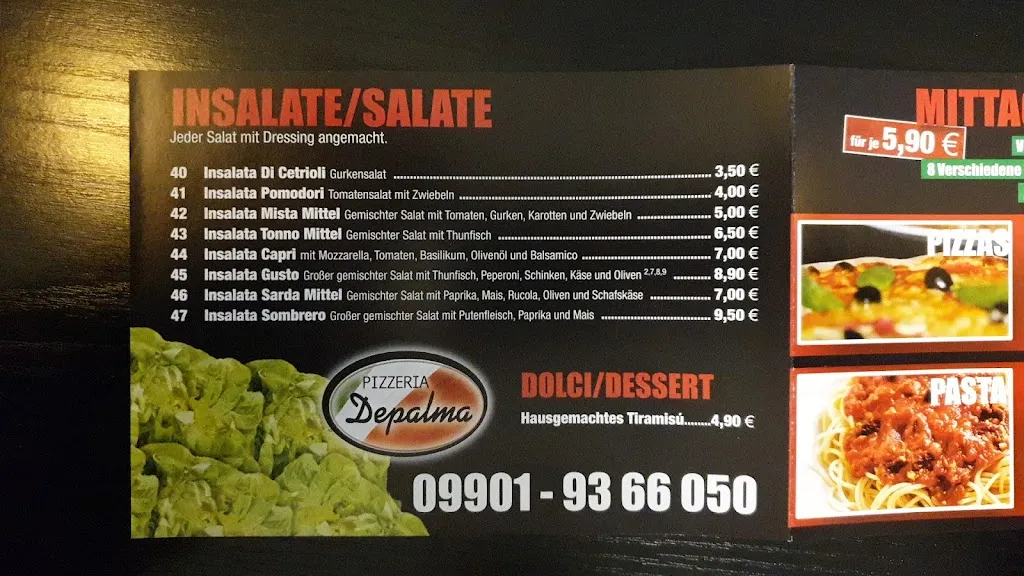 INSALATE/SALATE
Jeder Salat mit Dressing angemacht.
40 Insalata Di Cetrioli Gurkensalat 3,50 €
41 Insalata Pomodori Tomatensalat mit Zwiebeln 4,00 €
42 Insalata Mista Mittel Gemischter Salat mit Tomaten, Gurken, Karotten und Zwiebeln 5,00 €
43 Insalata Tonno Mittel Gemischter Salat mit Thunfisch 6,50 €
44 Insalata Capri mit Mozzarella, Tomaten, Basilikum, Olivenöl und Balsamico 7,00 €
45 Insalata Gusto Großer gemischter Salat mit Thunfisch, Peperoni, Schinken, Käse und Oliven 2,7,8,9 8,90 €
46 Insalata Sarda Mittel Gemischter Salat mit Paprika, Mais, Rucola, Oliven und Schafskäse 7,00 €
47 Insalata Sombrero Großer gemischter Salat mit Putenfleisch, Paprika und Mais 9,50 €
PIZZERIA
Depalma
DOLCI/DESSERT
Hausgemachtes Tiramisú........4,90 €
09901 - 93 66 050
MITTA
für je 5,90 €
8 Verschiedene
PIZZAS
PASTA